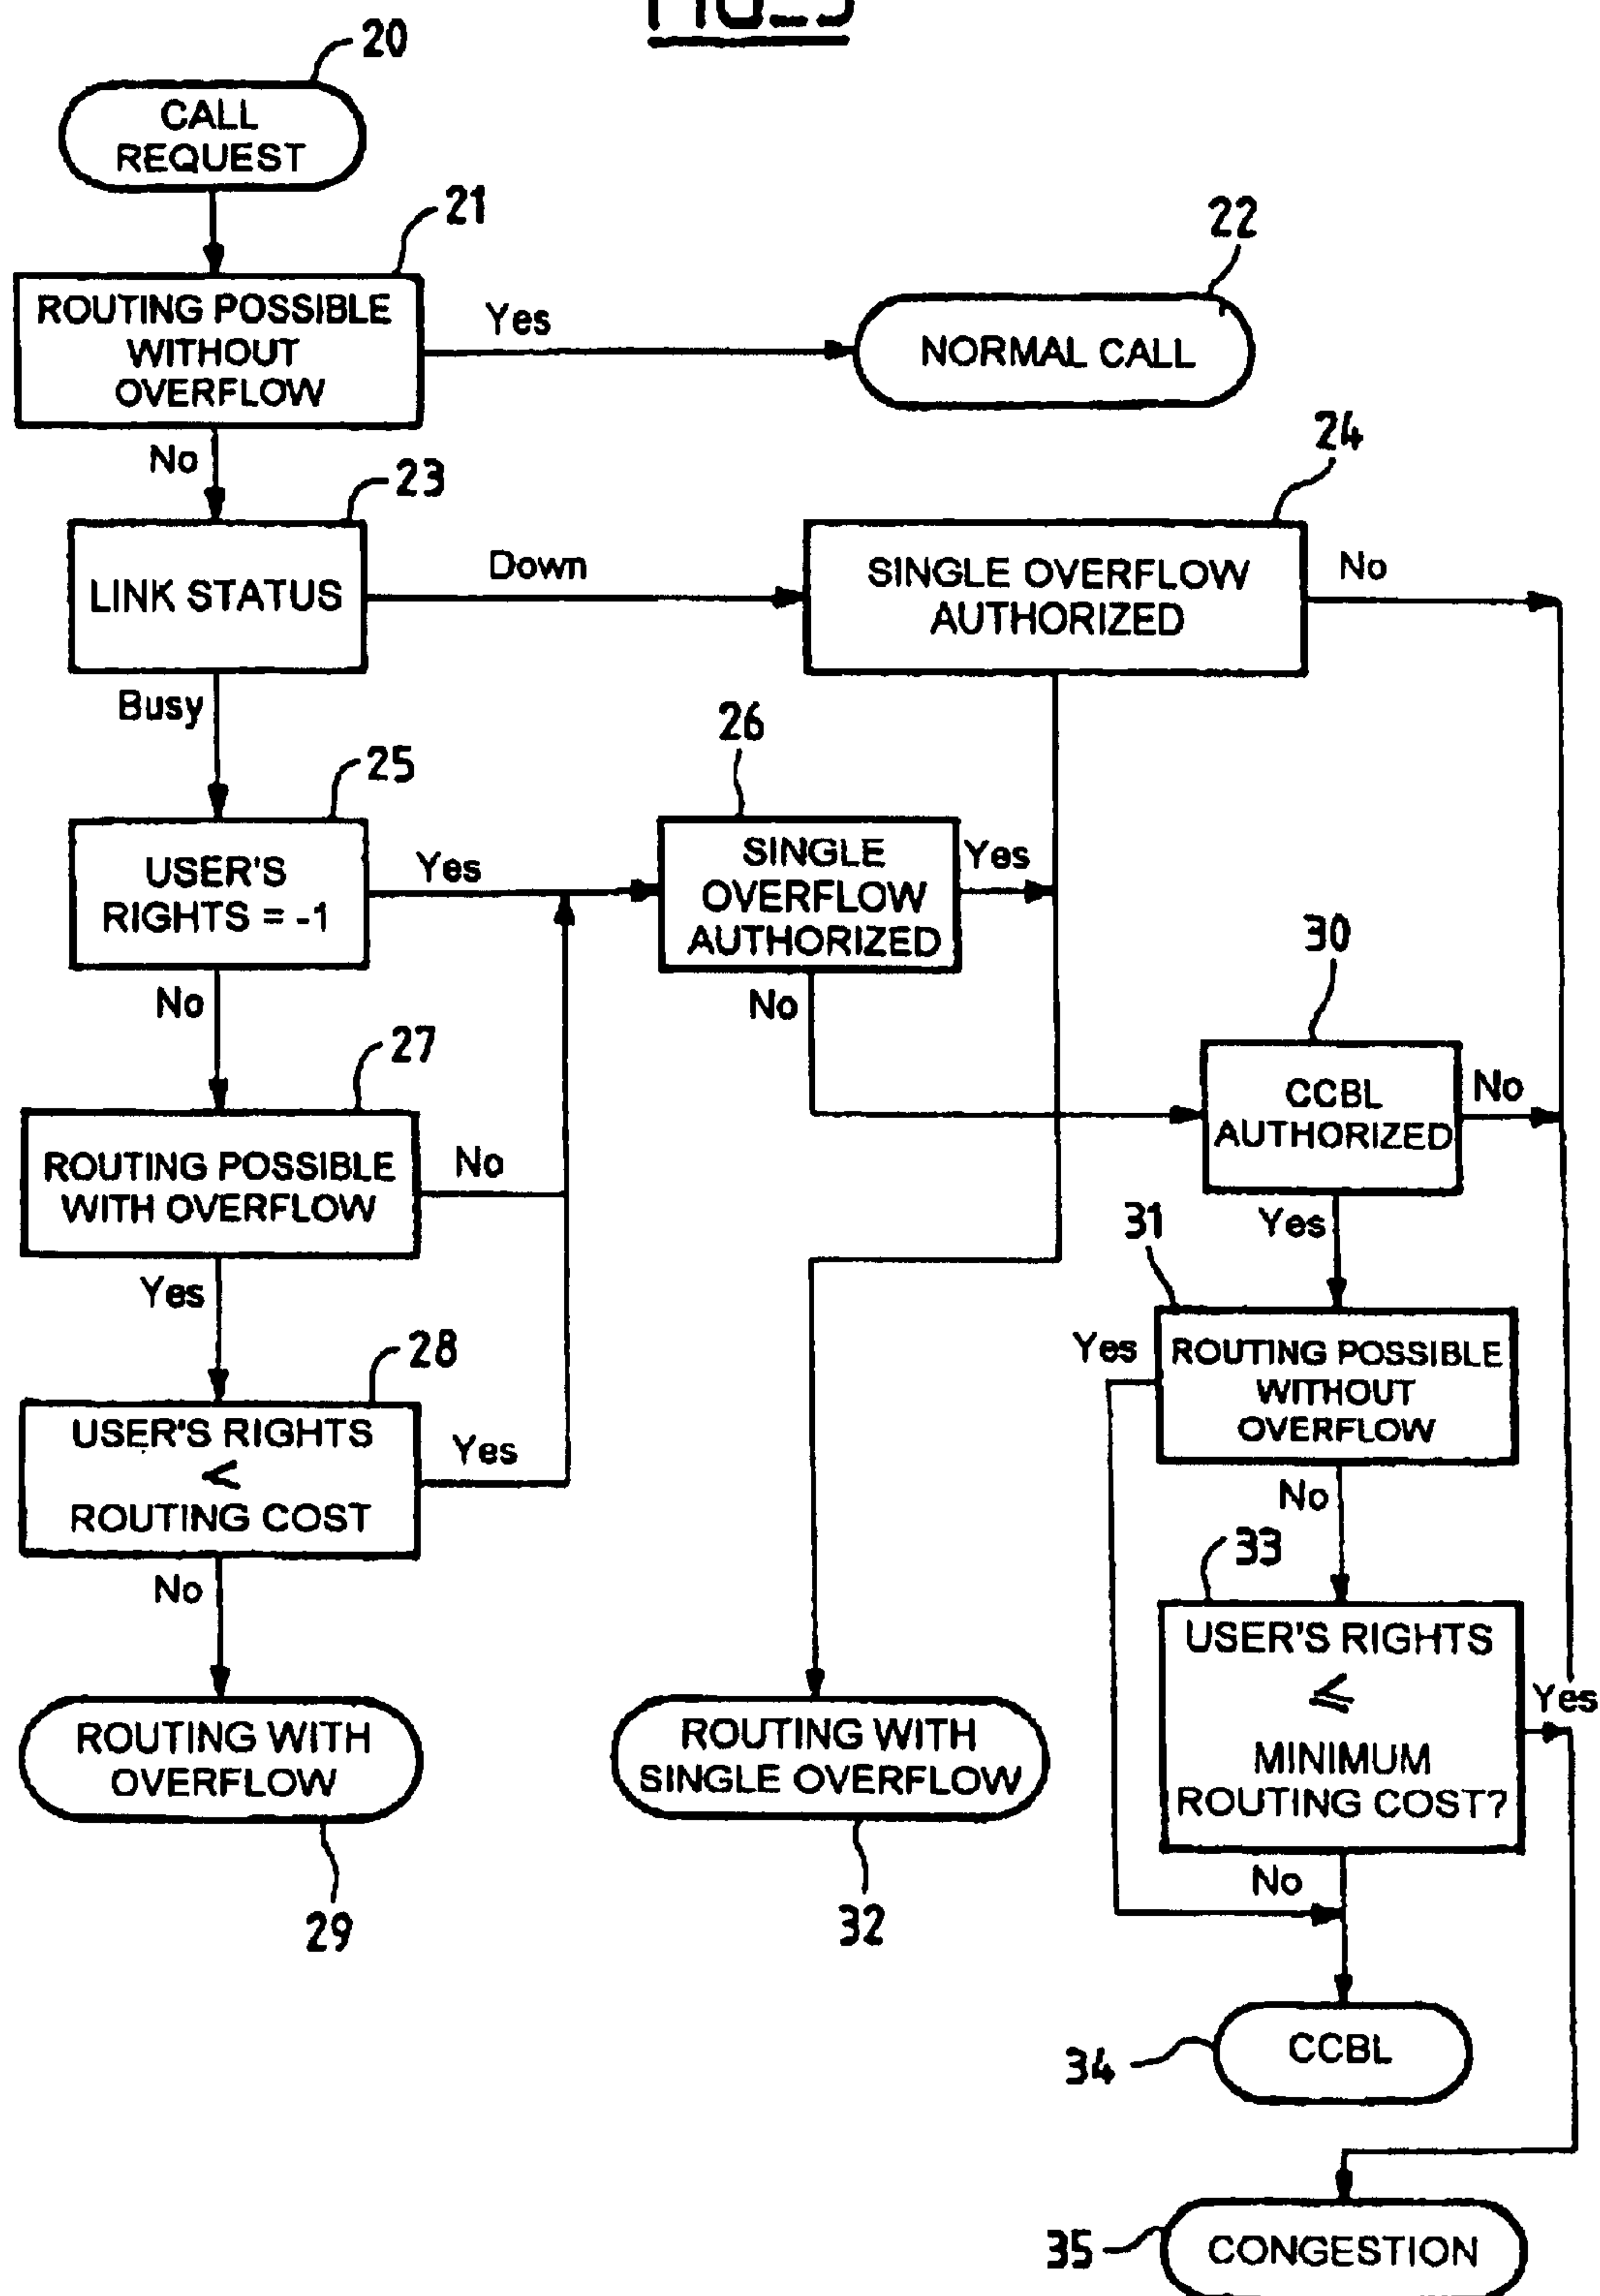 20
CALL
REQUEST
21
ROUTING POSSIBLE
WITHOUT
OVERFLOW
Yes
22
NORMAL CALL
No
23
LINK STATUS
Down
24
SINGLE OVERFLOW
AUTHORIZED
No
Busy
25
USER'S
RIGHTS = -1
Yes
26
SINGLE
OVERFLOW
AUTHORIZED
Yes
No
No
27
ROUTING POSSIBLE
WITH OVERFLOW
No
30
CCBL
AUTHORIZED
No
Yes
Yes
28
USER'S RIGHTS
<
ROUTING COST
Yes
31
ROUTING POSSIBLE
WITHOUT
OVERFLOW
Yes
No
No
33
USER'S RIGHTS
≤
MINIMUM
ROUTING COST?
Yes
ROUTING WITH
OVERFLOW
29
ROUTING WITH
SINGLE OVERFLOW
32
No
34
CCBL
35
CONGESTION